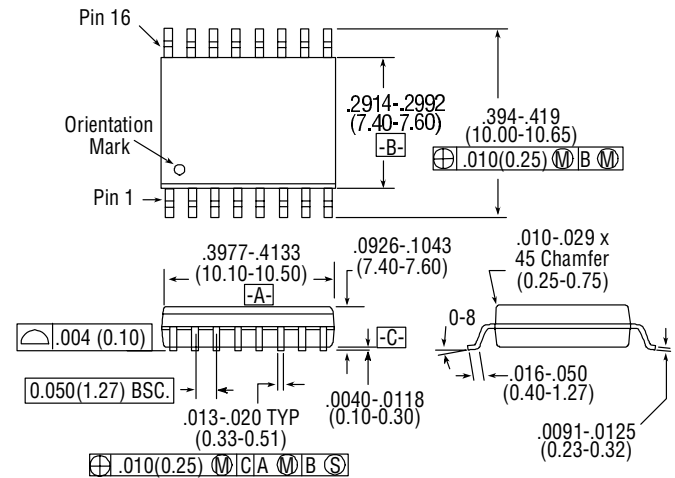 Pin 16
.2914-.2992
(7.40-7.60)
-B-
.394-.419
(10.00-10.65)
⌖ .010(0.25) Ⓜ B Ⓜ
Orientation
Mark
Pin 1
.3977-.4133
(10.10-10.50)
-A-
.0926-.1043
(7.40-7.60)
.010-.029 x
45 Chamfer
(0.25-0.75)
.004 (0.10)
-C-
0-8
0.050(1.27) BSC.
.013-.020 TYP
(0.33-0.51)
.0040-.0118
(0.10-0.30)
.016-.050
(0.40-1.27)
.0091-.0125
(0.23-0.32)
⌖ .010(0.25) Ⓜ C A Ⓜ B Ⓢ